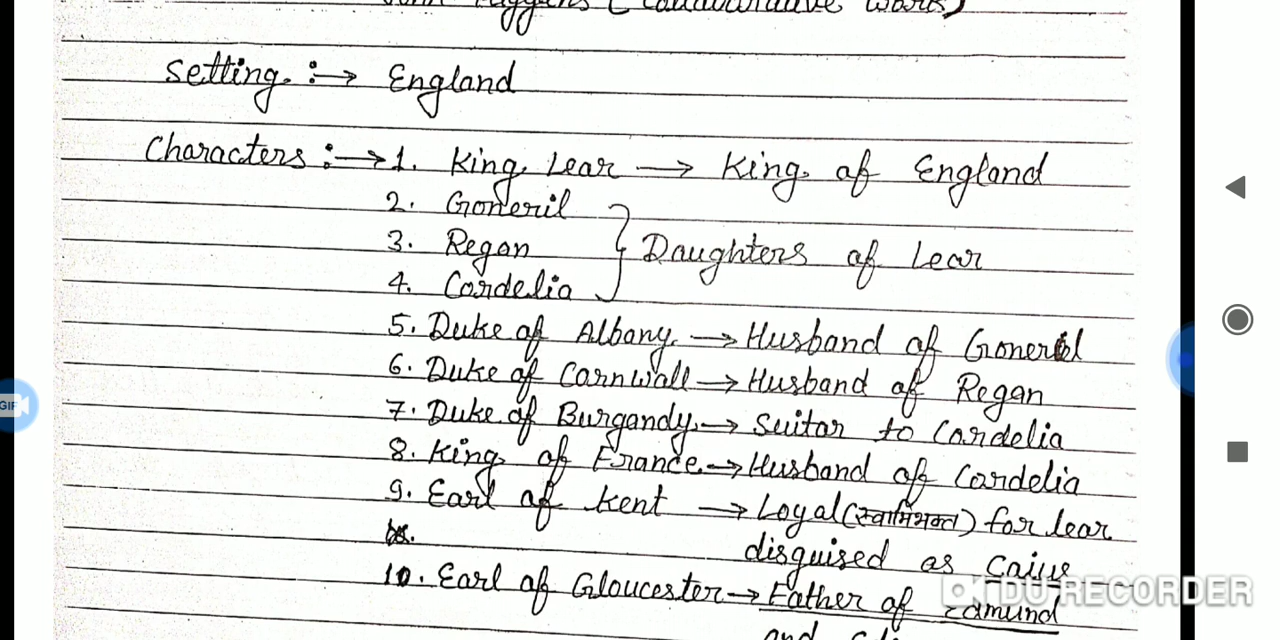 Setting :→ England
Characters :→ 1. King Lear → King of England
2. Goneril
3. Regan } Daughters of Lear
4. Cordelia
5. Duke of Albany → Husband of Goneril
6. Duke of Cornwall → Husband of Regan
7. Duke of Burgandy → Suitor to Cordelia
8. King of France → Husband of Cordelia
9. Earl of Kent → Loyal (स्वामिभक्त) for lear
disguised as Caius
10. Earl of Gloucester → Father of Edmund
and
DU RECORDER
GIF